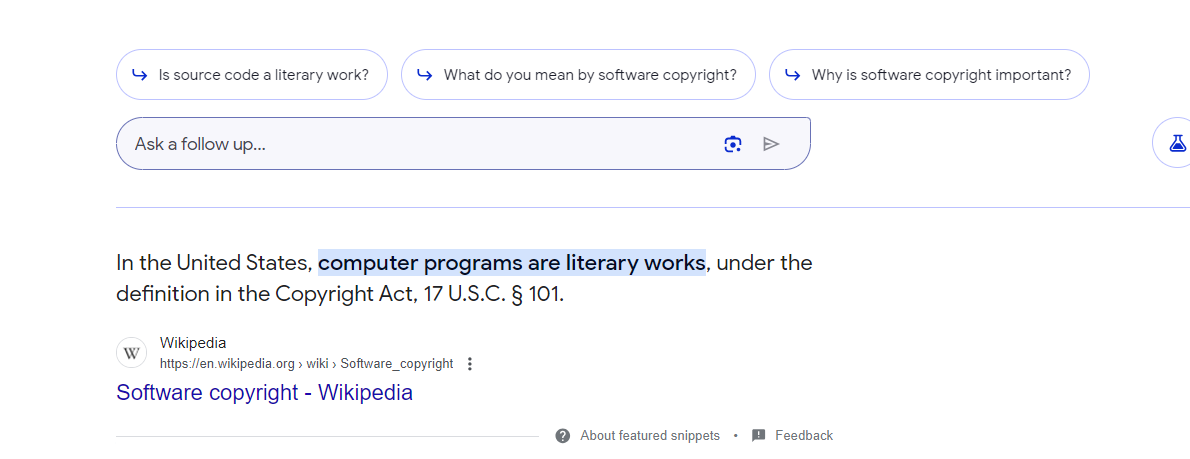 Is source code a literary work?
What do you mean by software copyright?
Why is software copyright important?
Ask a follow up...
In the United States, computer programs are literary works, under the
definition in the Copyright Act, 17 U.S.C. § 101.
W
Wikipedia
https://en.wikipedia.org › wiki › Software_copyright
Software copyright - Wikipedia
About featured snippets • Feedback